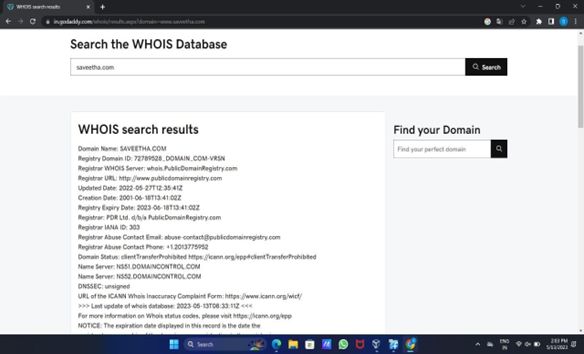 WHOIS search results
in.godaddy.com/whois/results.aspx?domain=www.saveetha.com
Search the WHOIS Database
saveetha.com
Search
WHOIS search results
Domain Name: SAVEETHA.COM
Registry Domain ID: 72789528_DOMAIN_COM-VRSN
Registrar WHOIS Server: whois.PublicDomainRegistry.com
Registrar URL: http://www.publicdomainregistry.com
Updated Date: 2022-05-27T12:35:41Z
Creation Date: 2001-06-18T13:41:02Z
Registry Expiry Date: 2023-06-18T13:41:02Z
Registrar: PDR Ltd. d/b/a PublicDomainRegistry.com
Registrar IANA ID: 303
Registrar Abuse Contact Email: abuse-contact@publicdomainregistry.com
Registrar Abuse Contact Phone: +1.2013775952
Domain Status: clientTransferProhibited https://icann.org/epp#clientTransferProhibited
Name Server: NS51.DOMAINCONTROL.COM
Name Server: NS52.DOMAINCONTROL.COM
DNSSEC: unsigned
URL of the ICANN Whois Inaccuracy Complaint Form: https://www.icann.org/wicf/
>>> Last update of whois database: 2023-05-13T08:33:11Z <<<
For more information on Whois status codes, please visit https://icann.org/epp
NOTICE: The expiration date displayed in this record is the date the
Find your Domain
Find your perfect domain
Search
ENG
IN
2:03 PM
5/13/2023